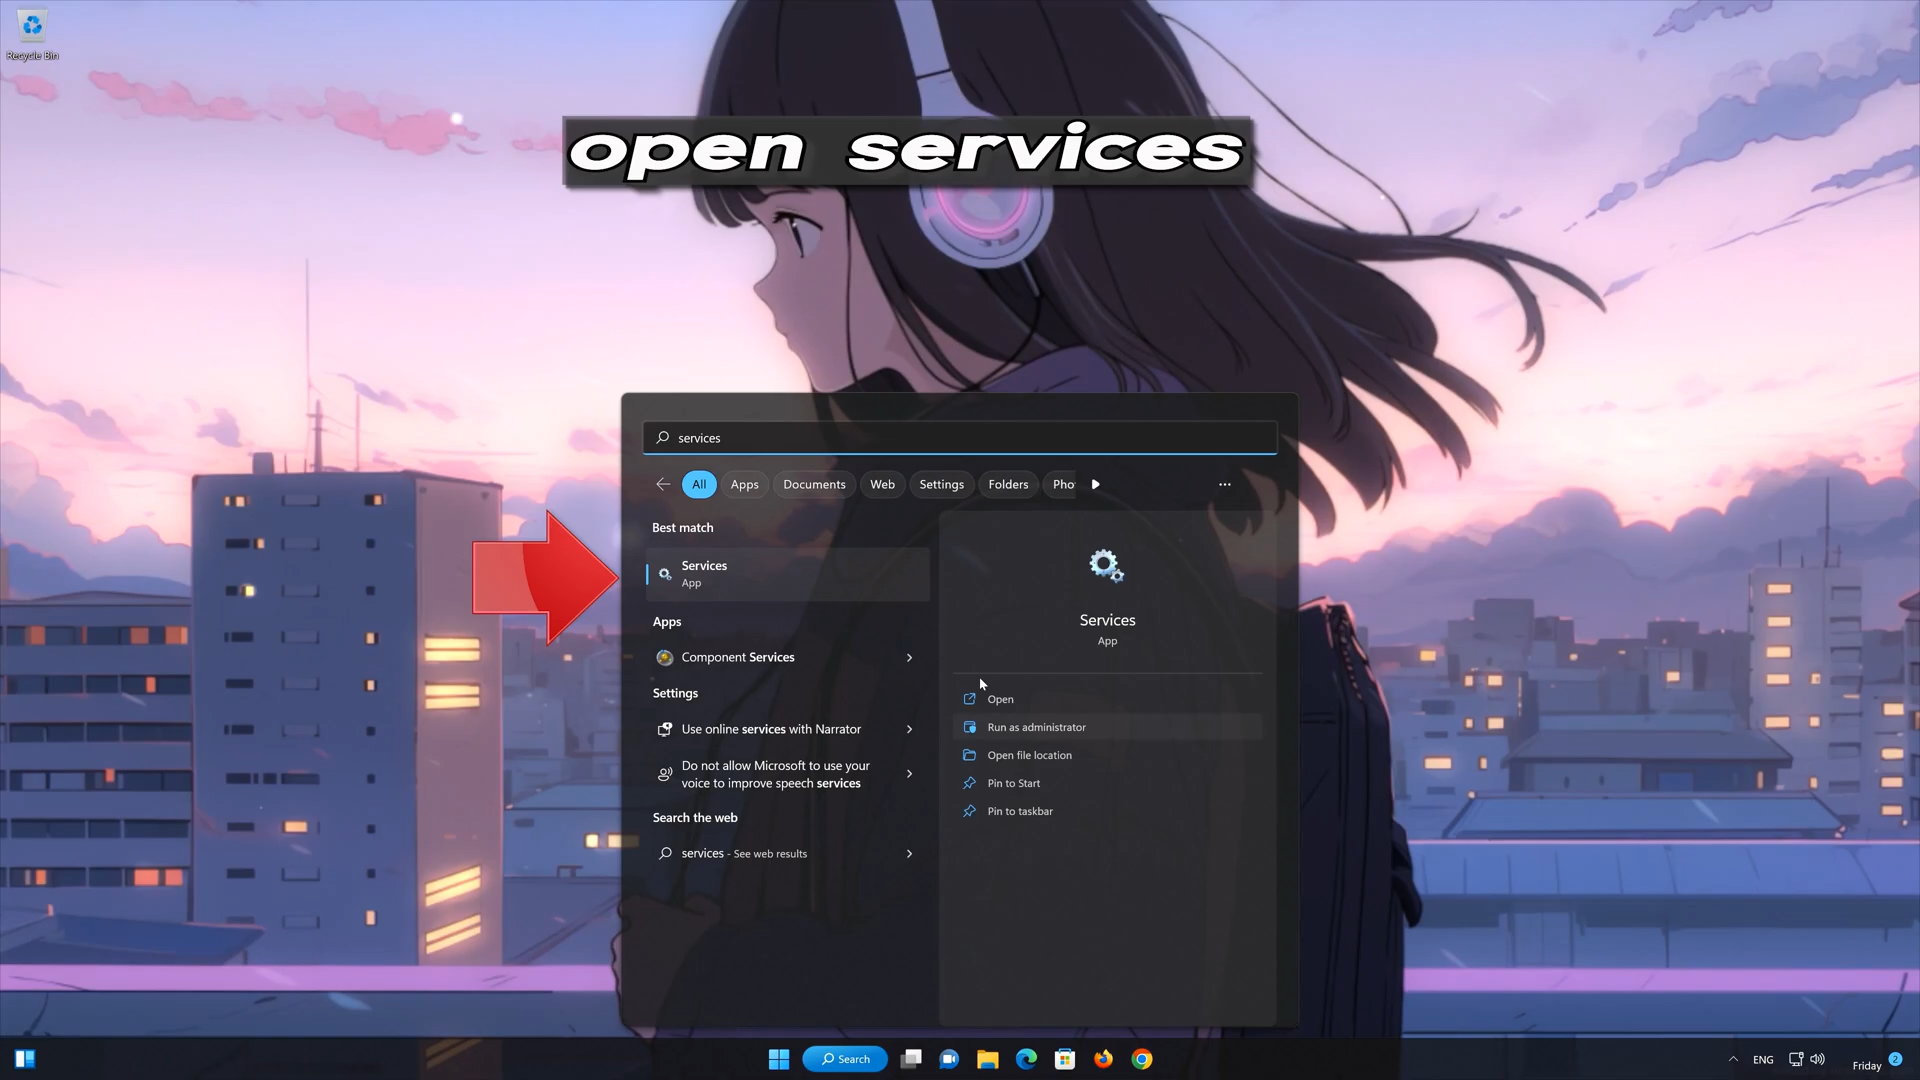 Recycle Bin
open services
services
All
Apps
Documents
Web
Settings
Folders
Pho
Best match
Services
App
Apps
Component Services
Settings
Use online services with Narrator
Do not allow Microsoft to use your
voice to improve speech services
Search the web
services - See web results
Services
App
Open
Run as administrator
Open file location
Pin to Start
Pin to taskbar
Search
ENG
Friday
2